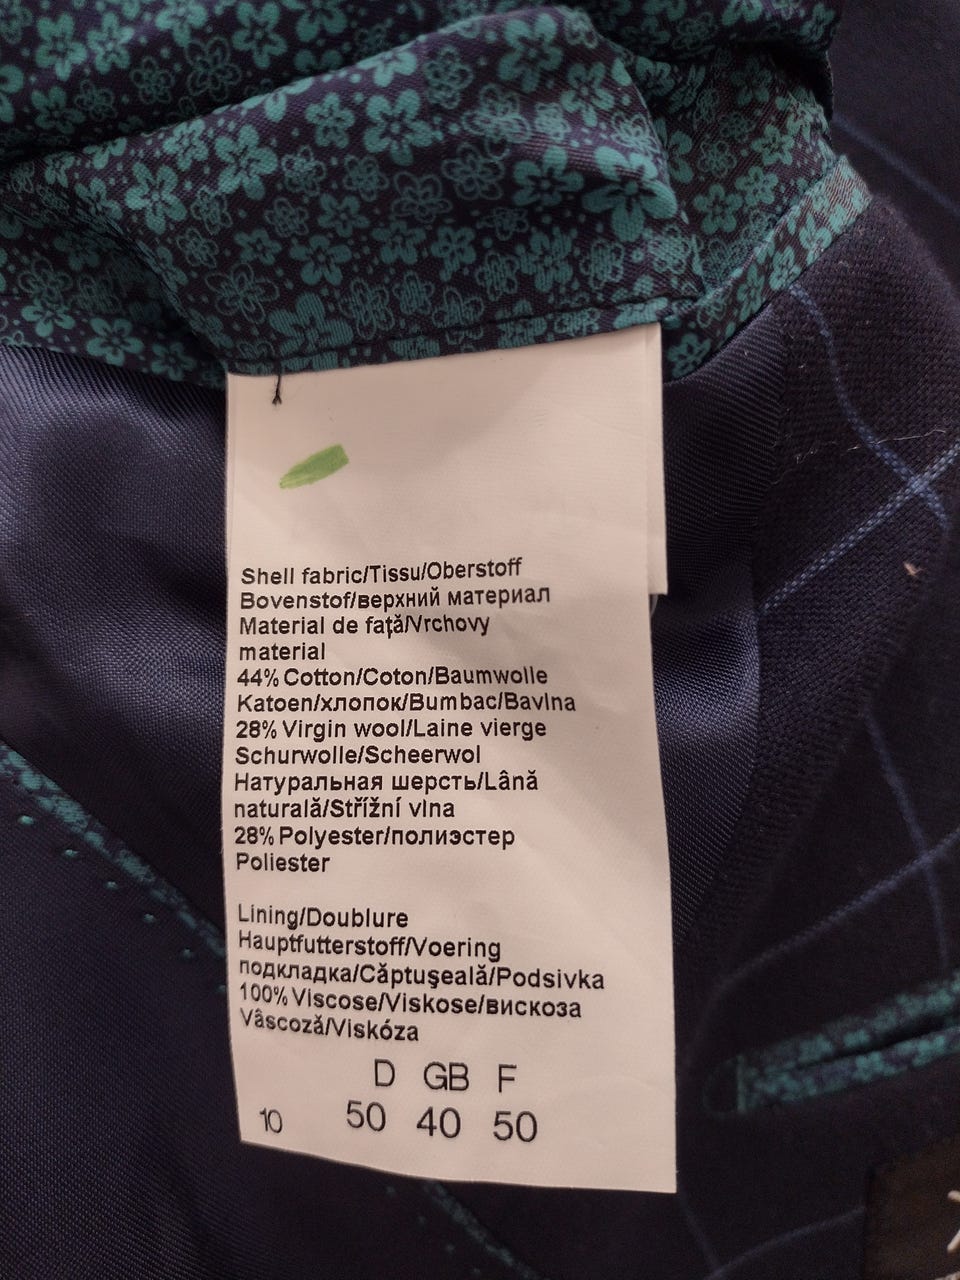 Shell fabric/Tissu/Oberstoff
Bovenstof/верхний материал
Material de faţă/Vrchovy
material
44% Cotton/Coton/Baumwolle
Katoen/хлопок/Bumbac/Bavlna
28% Virgin wool/Laine vierge
Schurwolle/Scheerwol
Натуральная шерсть/Lână
naturală/Střížní vlna
28% Polyester/полиэстер
Poliester
Lining/Doublure
Hauptfutterstoff/Voering
подкладка/Căptuşeală/Podsivka
100% Viscose/Viskose/вискоза
Vâscoză/Viskóza
D GB F
10 50 40 50